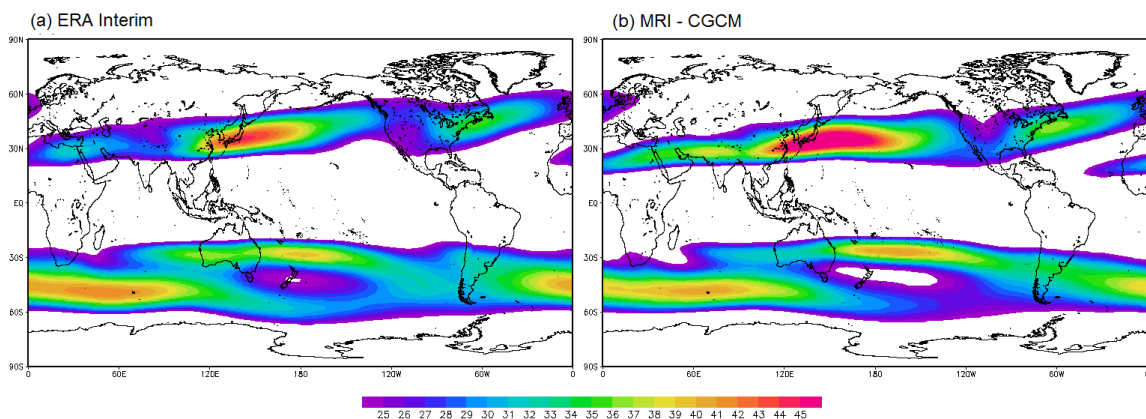 (a) ERA Interim
(b) MRI - CGCM
90N
60N
30N
EQ
30S
60S
90S
0 60E 120E 180 120W 60W 0
90N
60N
30N
EQ
30S
60S
90S
0 60E 120E 180 120W 60W 0
25 26 27 28 29 30 31 32 33 34 35 36 37 38 39 40 41 42 43 44 45